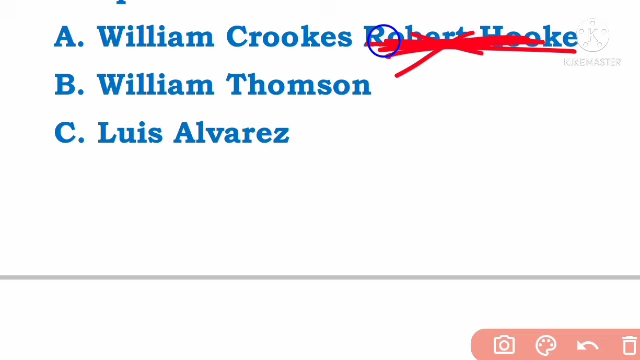 A. William Crookes Robert Hooke
B. William Thomson
C. Luis Alvarez
KINEMASTER